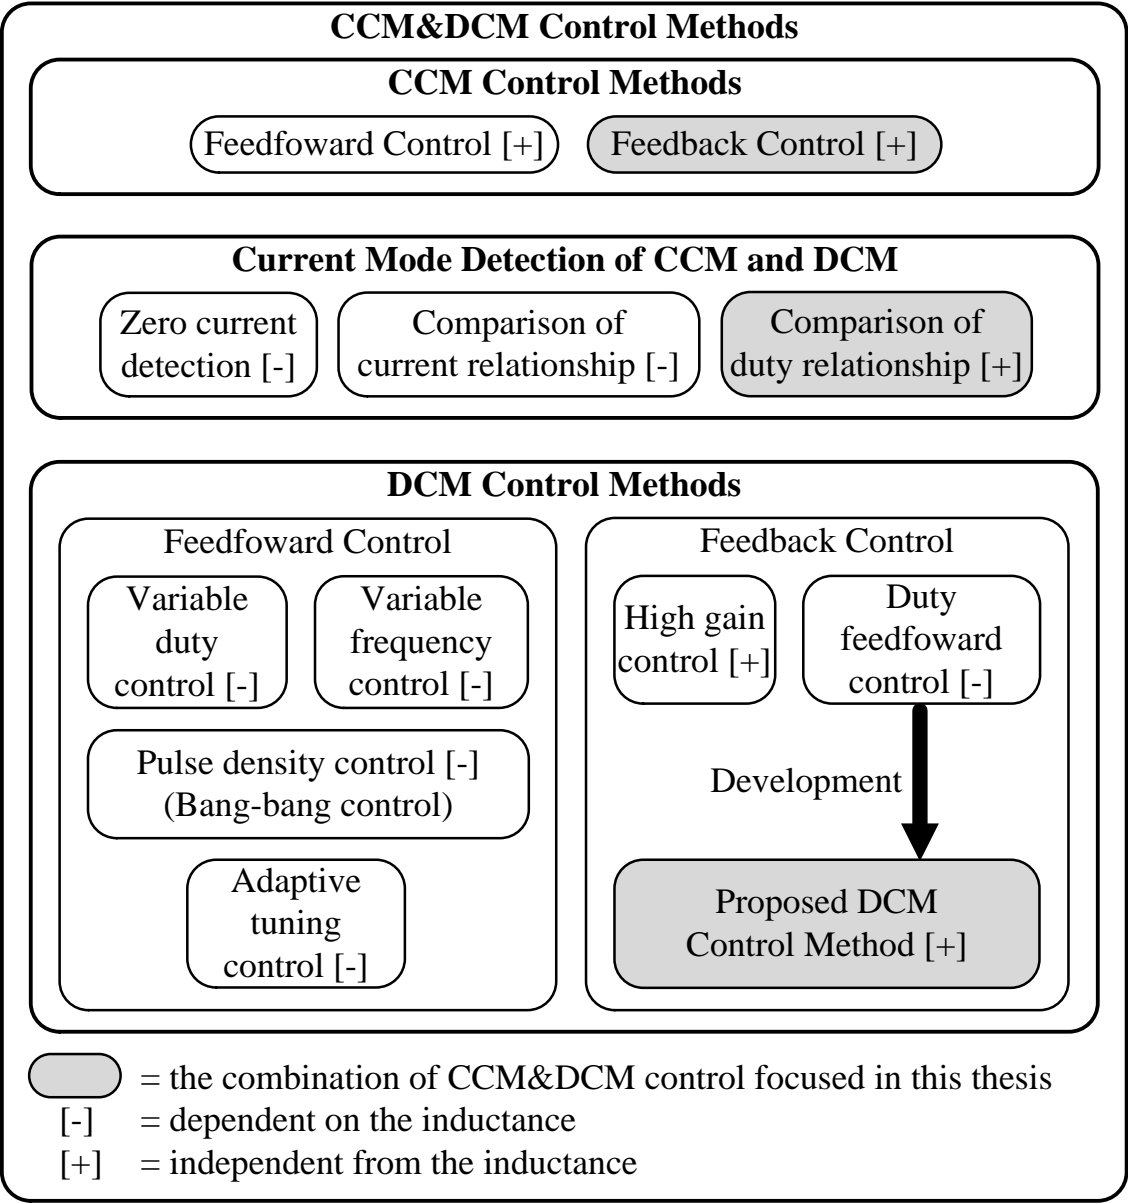 CCM&DCM Control Methods
CCM Control Methods
Feedfoward Control [+]
Feedback Control [+]
Current Mode Detection of CCM and DCM
Zero current
detection [-]
Comparison of
current relationship [-]
Comparison of
duty relationship [+]
DCM Control Methods
Feedfoward Control
Variable
duty
control [-]
Variable
frequency
control [-]
Pulse density control [-]
(Bang-bang control)
Adaptive
tuning
control [-]
Feedback Control
High gain
control [+]
Duty
feedfoward
control [-]
Development
Proposed DCM
Control Method [+]
= the combination of CCM&DCM control focused in this thesis
[-] = dependent on the inductance
[+] = independent from the inductance